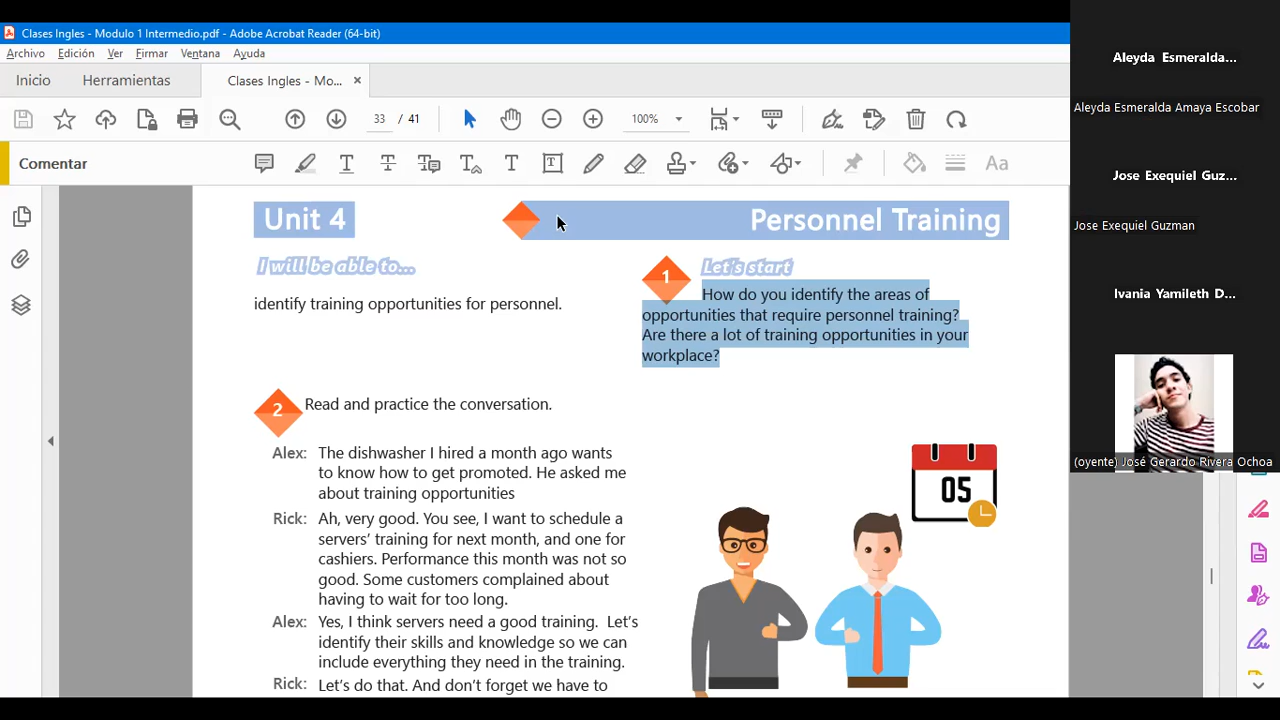 Clases Ingles - Modulo 1 Intermedio.pdf - Adobe Acrobat Reader (64-bit)
Archivo Edición Ver Firmar Ventana Ayuda
Inicio Herramientas Clases Ingles - Mo... ×
33 / 41 100%
Comentar
Unit 4 Personnel Training
I will be able to...
identify training opportunities for personnel.
1 Let's start
How do you identify the areas of
opportunities that require personnel training?
Are there a lot of training opportunities in your
workplace?
2 Read and practice the conversation.
Alex: The dishwasher I hired a month ago wants
to know how to get promoted. He asked me
about training opportunities
Rick: Ah, very good. You see, I want to schedule a
servers' training for next month, and one for
cashiers. Performance this month was not so
good. Some customers complained about
having to wait for too long.
Alex: Yes, I think servers need a good training. Let's
identify their skills and knowledge so we can
include everything they need in the training.
Rick: Let's do that. And don't forget we have to
05
Aleyda Esmeralda...
Aleyda Esmeralda Amaya Escobar
Jose Exequiel Guz...
Jose Exequiel Guzman
Ivania Yamileth D...
(oyente) José Gerardo Rivera Ochoa